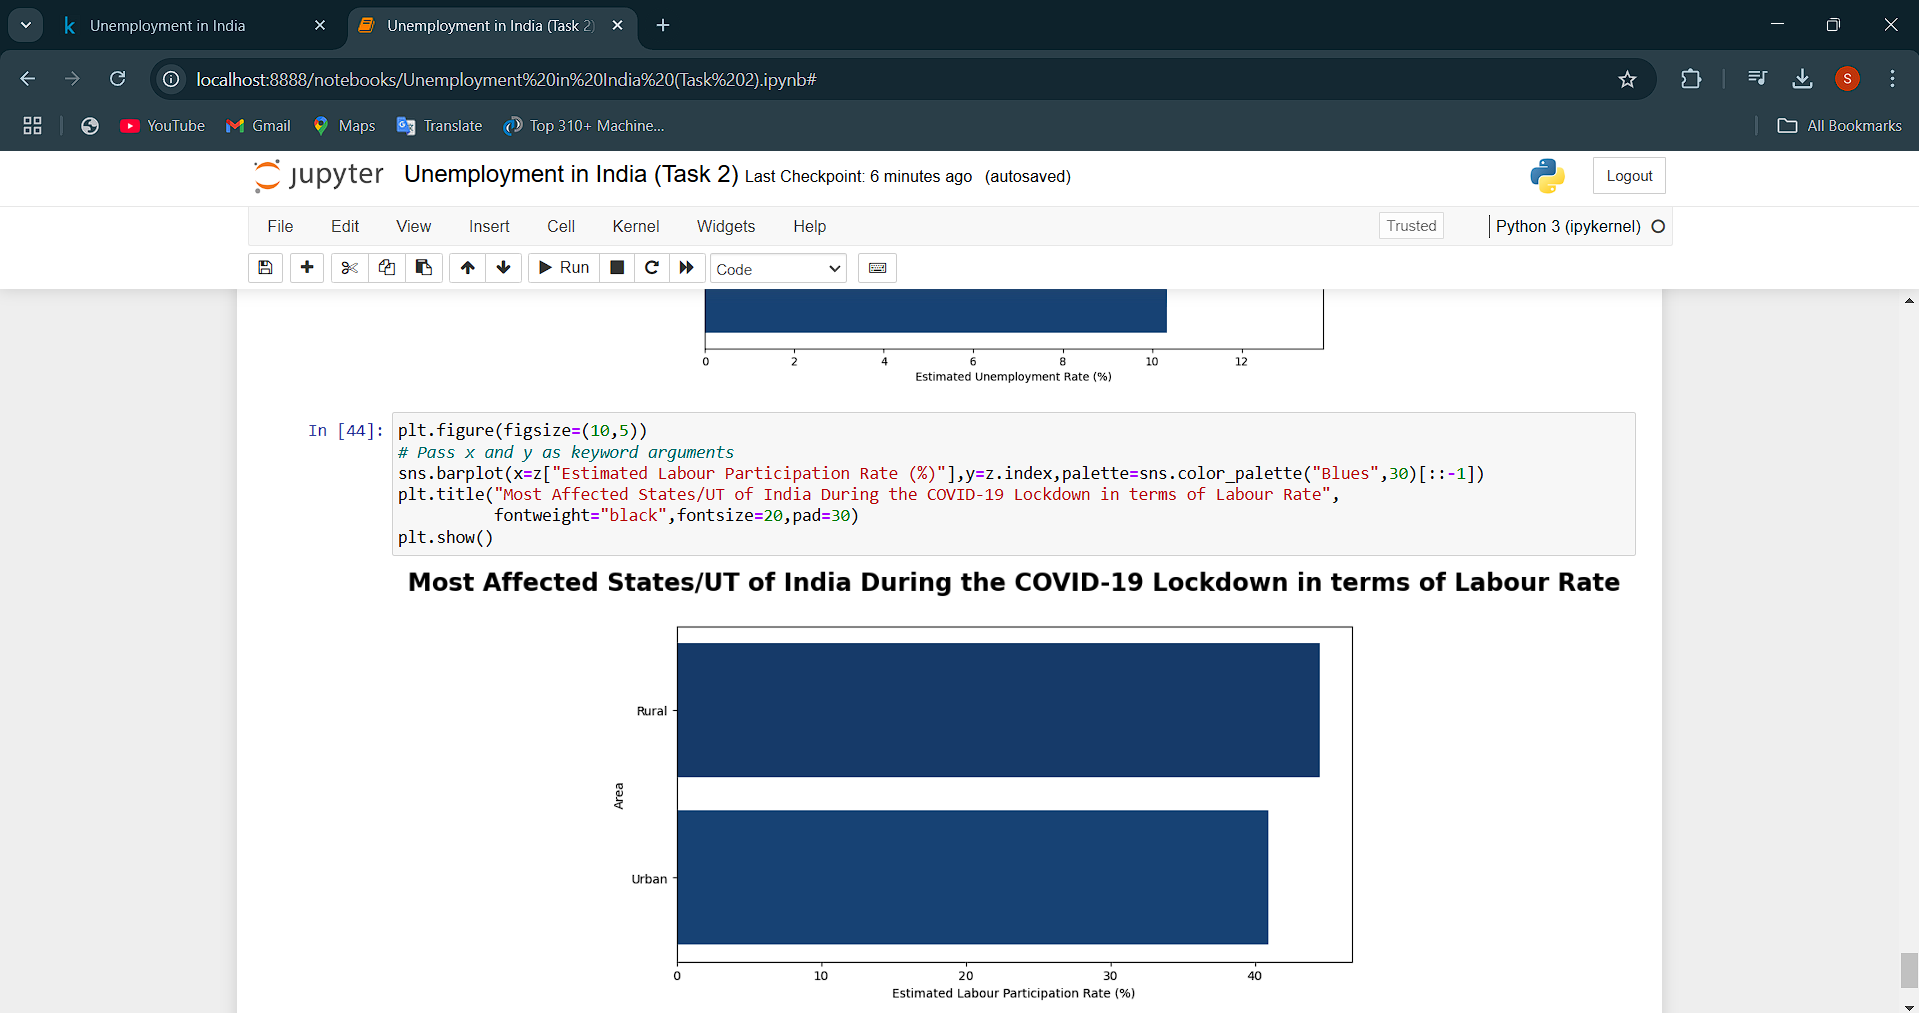 Unemployment in India
Unemployment in India (Task 2)
localhost:8888/notebooks/Unemployment%20in%20India%20(Task%202).ipynb#
S
YouTube
Gmail
Maps
Translate
Top 310+ Machine...
All Bookmarks
jupyter
Unemployment in India (Task 2) Last Checkpoint: 6 minutes ago (autosaved)
Logout
File Edit View Insert Cell Kernel Widgets Help
Trusted
Python 3 (ipykernel)
Run
Code
0 2 4 6 8 10 12
Estimated Unemployment Rate (%)
In [44]:
plt.figure(figsize=(10,5))
# Pass x and y as keyword arguments
sns.barplot(x=z["Estimated Labour Participation Rate (%)"],y=z.index,palette=sns.color_palette("Blues",30)[::-1])
plt.title("Most Affected States/UT of India During the COVID-19 Lockdown in terms of Labour Rate",
fontweight="black",fontsize=20,pad=30)
plt.show()
Most Affected States/UT of India During the COVID-19 Lockdown in terms of Labour Rate
Rural
Area
Urban
0 10 20 30 40
Estimated Labour Participation Rate (%)